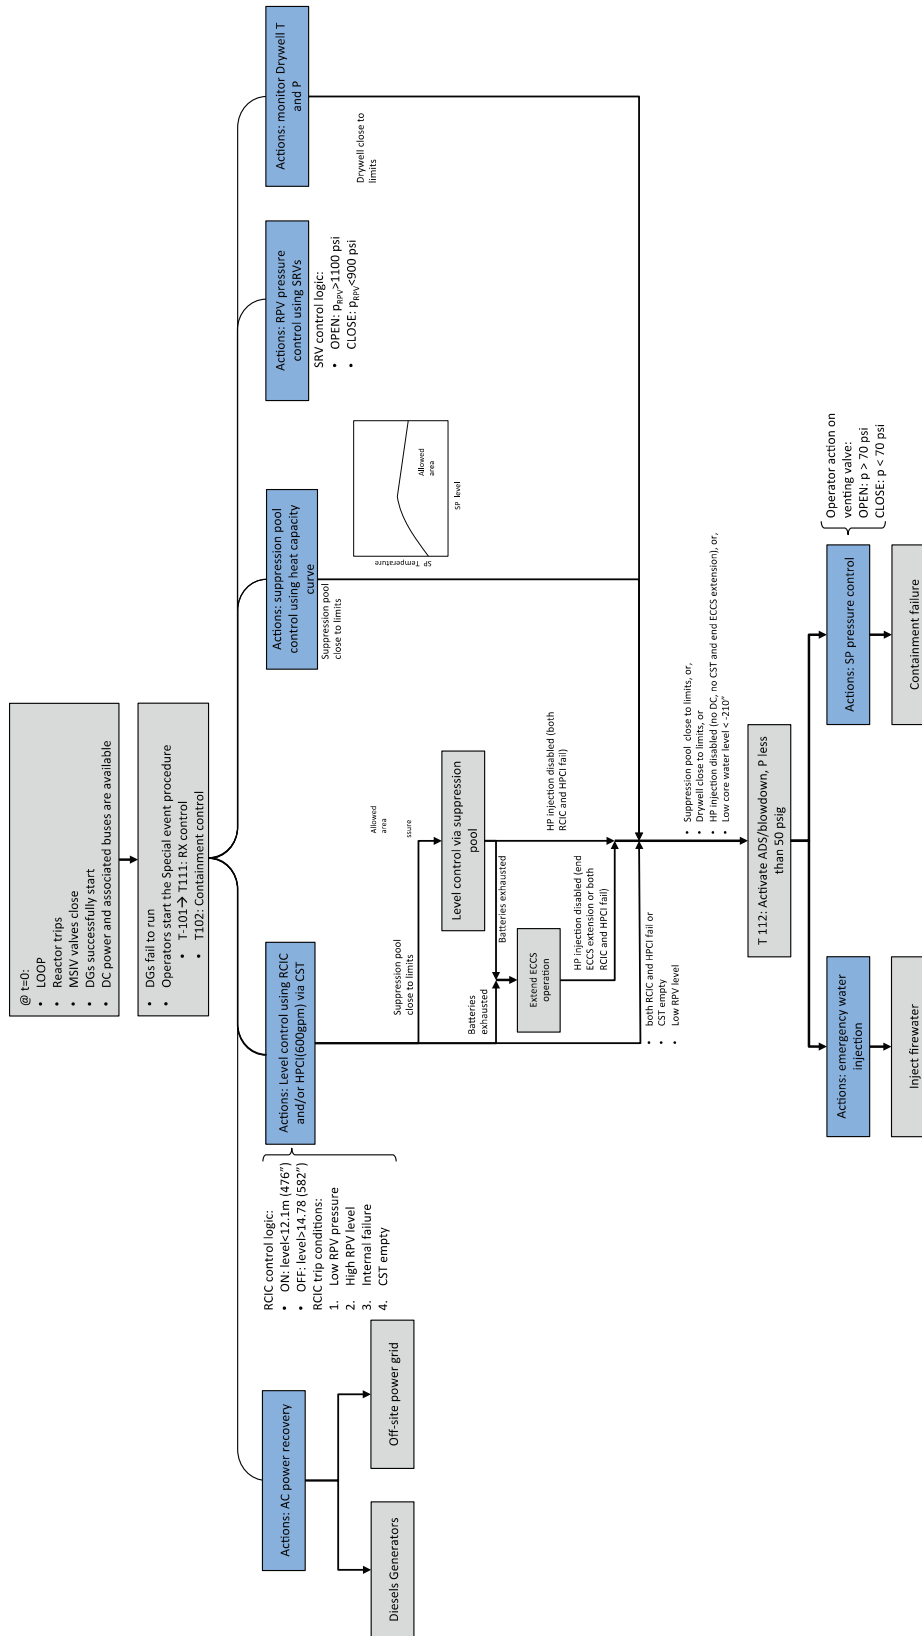 @ t=0:
• LOOP
• Reactor trips
• MSIV valves close
• DGs successfully start
• DC power and associated buses are available
• DGs fail to run
• Operators start the Special event procedure
• T-101→ T111: RX control
• T102: Containment control
Actions: AC power recovery
Diesels Generators
Off-site power grid
Actions: Level control using RCIC
and/or HPCI(600gpm) via CST
RCIC control logic:
• ON: level<12.1m (476”)
• OFF: level>14.78 (582”)
RCIC trip conditions:
1. Low RPV pressure
2. High RPV level
3. Internal failure
4. CST empty
Actions: suppression pool
control using heat capacity
curve
Suppression pool
close to limits
SP Temperature
Allowed
area
SP level
Actions: RPV pressure
control using SRVs
SRV control logic:
• OPEN: pRPV>1100 psi
• CLOSE: pRPV<900 psi
Actions: monitor Drywell T
and P
Drywell close to
limits
Suppression pool
close to limits
Allowed
area
ssure
Level control via suppression
pool
Batteries
exhausted
Batteries exhausted
Extend ECCS
operation
HP injection disabled (both
RCIC and HPCI fail)
HP injection disabled (end
ECCS extension or both
RCIC and HPCI fail)
• both RCIC and HPCI fail or
• CST empty
• Low RPV level
• Suppression pool close to limits, or,
• Drywell close to limits, or
• HP injection disabled (no DC, no CST and end ECCS extension), or,
• Low core water level < -210”
T 112: Activate ADS/blowdown, P less
than 50 psig
Actions: emergency water
injection
Inject firewater
Actions: SP pressure control
Containment failure
Operator action on
venting valve:
OPEN: p > 70 psi
CLOSE: p < 70 psi